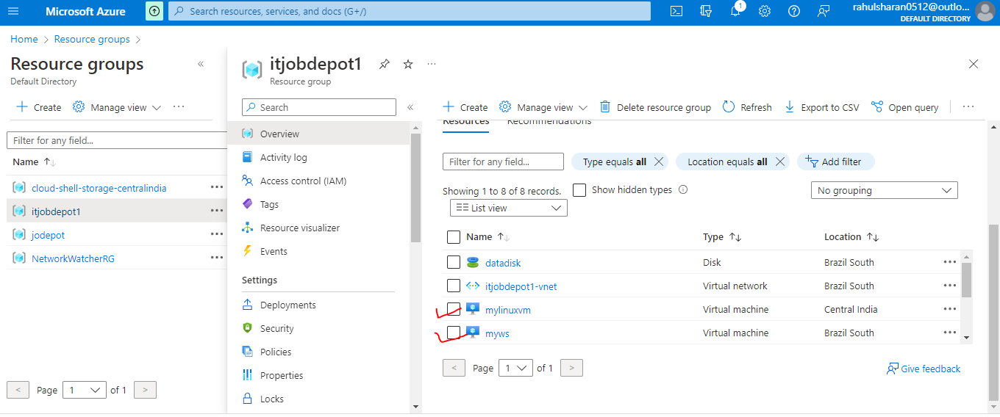 Microsoft Azure
Search resources, services, and docs (G+/)
1
rahulsharan0512@outlo...
DEFAULT DIRECTORY
Home > Resource groups >
Resource groups
Default Directory
Create Manage view ...
Filter for any field...
Name
cloud-shell-storage-centralindia ...
itjobdepot1 ...
jodepot ...
NetworkWatcherRG ...
< Page 1 of 1 >
itjobdepot1 ...
Resource group
Search
Overview
Activity log
Access control (IAM)
Tags
Resource visualizer
Events
Settings
Deployments
Security
Policies
Properties
Locks
Create Manage view Delete resource group Refresh Export to CSV Open query ...
Resources Recommendations
Filter for any field... Type equals all Location equals all Add filter
Showing 1 to 8 of 8 records. Show hidden types No grouping
List view
Name Type Location
datadisk Disk Brazil South ...
itjobdepot1-vnet Virtual network Brazil South ...
mylinuxvm Virtual machine Central India ...
myws Virtual machine Brazil South ...
< Page 1 of 1 >
Give feedback